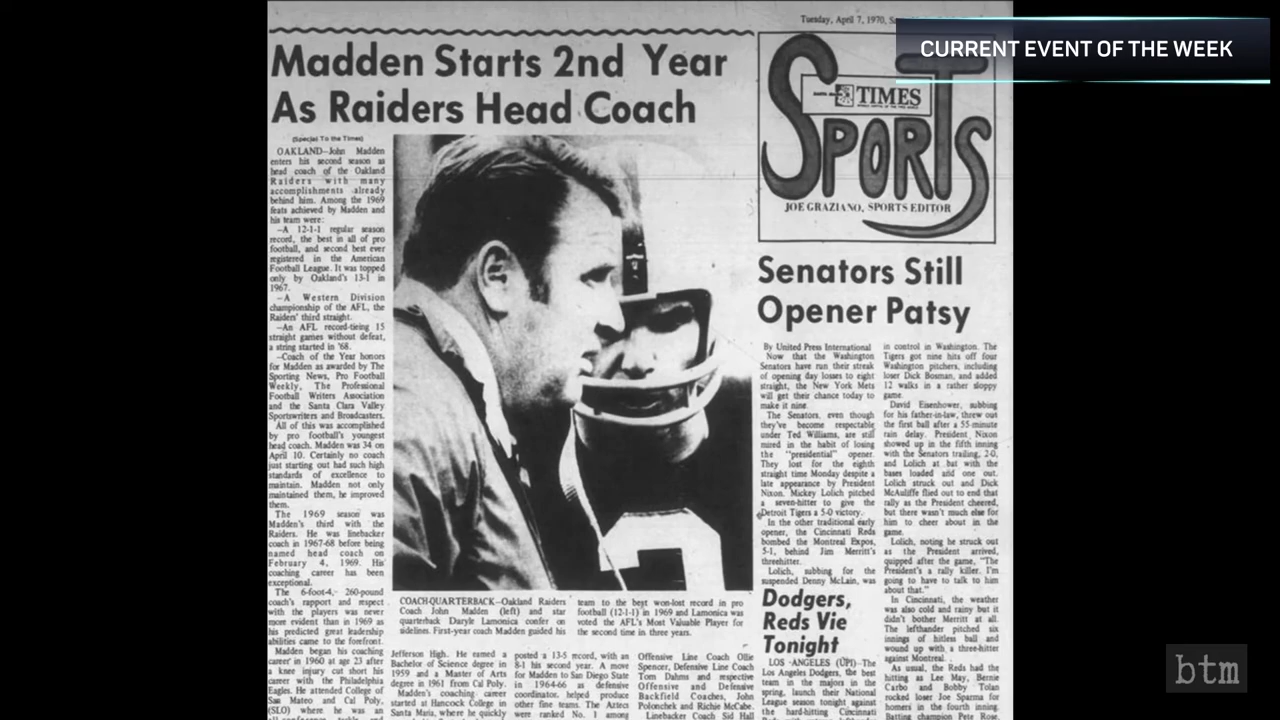 Tuesday, April 7, 1970,
CURRENT EVENT OF THE WEEK
Madden Starts 2nd Year
As Raiders Head Coach
(Special To the Times)
OAKLAND—John Madden
enters his second season as
head coach of the Oakland
Raiders with many
accomplishments already
behind him. Among the 1969
feats achieved by Madden and
his team were:
—A 12-1-1 regular season
record, the best in all of pro
football, and second best ever
registered in the American
Football League. It was topped
only by Oakland's 13-1 in
1967.
—A Western Division
championship of the AFL, the
Raiders' third straight.
—An AFL record-tieing 15
straight games without defeat,
a string started in '68.
—Coach of the Year honors
for Madden as awarded by The
Sporting News, Pro Football
Weekly, The Professional
Football Writers Association
and the Santa Clara Valley
Sportswriters and Broadcasters.
All of this was accomplished
by pro football's youngest
head coach. Madden was 34 on
April 10. Certainly no coach
just starting out had such high
standards of excellence to
maintain. Madden not only
maintained them, he improved
them.
The 1969 season was
Madden's third with the
Raiders. He was linebacker
coach in 1967-68 before being
named head coach on
February 4, 1969. His
coaching career has been
exceptional.
The 6-foot-4, 260-pound
coach's rapport and respect
with the players was never
more evident than in 1969 as
his predicted great leadership
abilities came to the forefront.
Madden began his coaching
career in 1960 at age 23 after
a knee injury cut short his
career with the Philadelphia
Eagles. He attended College of
San Mateo and Cal Poly,
(SLO) where he was an
COACH-QUARTERBACK—Oakland Raiders
Coach John Madden (left) and star
quarterback Daryle Lamonica confer on
sidelines. First-year coach Madden guided his
team to the best won-lost record in pro
football (12-1-1) in 1969 and Lamonica was
voted the AFL's Most Valuable Player for
the second time in three years.
Jefferson High. He earned a
Bachelor of Science degree in
1959 and a Master of Arts
degree in 1961 from Cal Poly.
Madden's coaching career
started at Hancock College in
Santa Maria, where he quickly
posted a 13-5 record, with an
8-1 his second year. A move
for Madden to San Diego State
in 1964-66 as defensive
coordinator, helped produce
other fine teams. The Aztecs
were ranked No. 1 among
Offensive Line Coach Ollie
Spencer, Defensive Line Coach
Tom Dahms and respective
Offensive and Defensive
Backfield Coaches, John
Polonchek and Richie McCabe.
Linebacker Coach Sid Hall
TIMES
SPORTS
JOE GRAZIANO, SPORTS EDITOR
Senators Still
Opener Patsy
By United Press International
Now that the Washington
Senators have run their streak
of opening day losses to eight
straight, the New York Mets
will get their chance today to
make it nine.
The Senators, even though
they've become respectable
under Ted Williams, are still
mired in the habit of losing
the "presidential" opener.
They lost for the eighth
straight time Monday despite a
late appearance by President
Nixon. Mickey Lolich pitched
a seven-hitter to give the
Detroit Tigers a 5-0 victory.
In the other traditional early
opener, the Cincinnati Reds
bombed the Montreal Expos,
5-1, behind Jim Merritt's
threehitter.
Lolich, subbing for the
suspended Denny McLain, was
in control in Washington. The
Tigers got nine hits off four
Washington pitchers, including
loser Dick Bosman, and added
12 walks in a rather sloppy
game.
David Eisenhower, subbing
for his father-in-law, threw out
the first ball after a 55-minute
rain delay. President Nixon
showed up in the fifth inning
with the Senators trailing, 2-0,
and Lolich at bat with the
bases loaded and one out.
Lolich struck out and Dick
McAuliffe flied out to end that
rally as the President cheered,
but there wasn't much else for
him to cheer about in the
game.
Lolich, noting he struck out
as the President arrived,
quipped after the game, "The
President's a rally killer. I'm
going to have to talk to him
about that."
In Cincinnati, the weather
was also cold and rainy but it
didn't bother Merritt at all.
The lefthander pitched six
innings of hitless ball and
wound up with a three-hitter
against Montreal.
As usual, the Reds had the
hitting as Lee May, Bernie
Carbo and Bobby Tolan
rocked loser Joe Sparma for
homers in the fourth inning.
Batting champion Pete Rose,
Dodgers,
Reds Vie
Tonight
LOS ANGELES (UPI)—The
Los Angeles Dodgers, the best
team in the majors in the
spring, launch their National
League season tonight against
the hard-hitting Cincinnati
btm